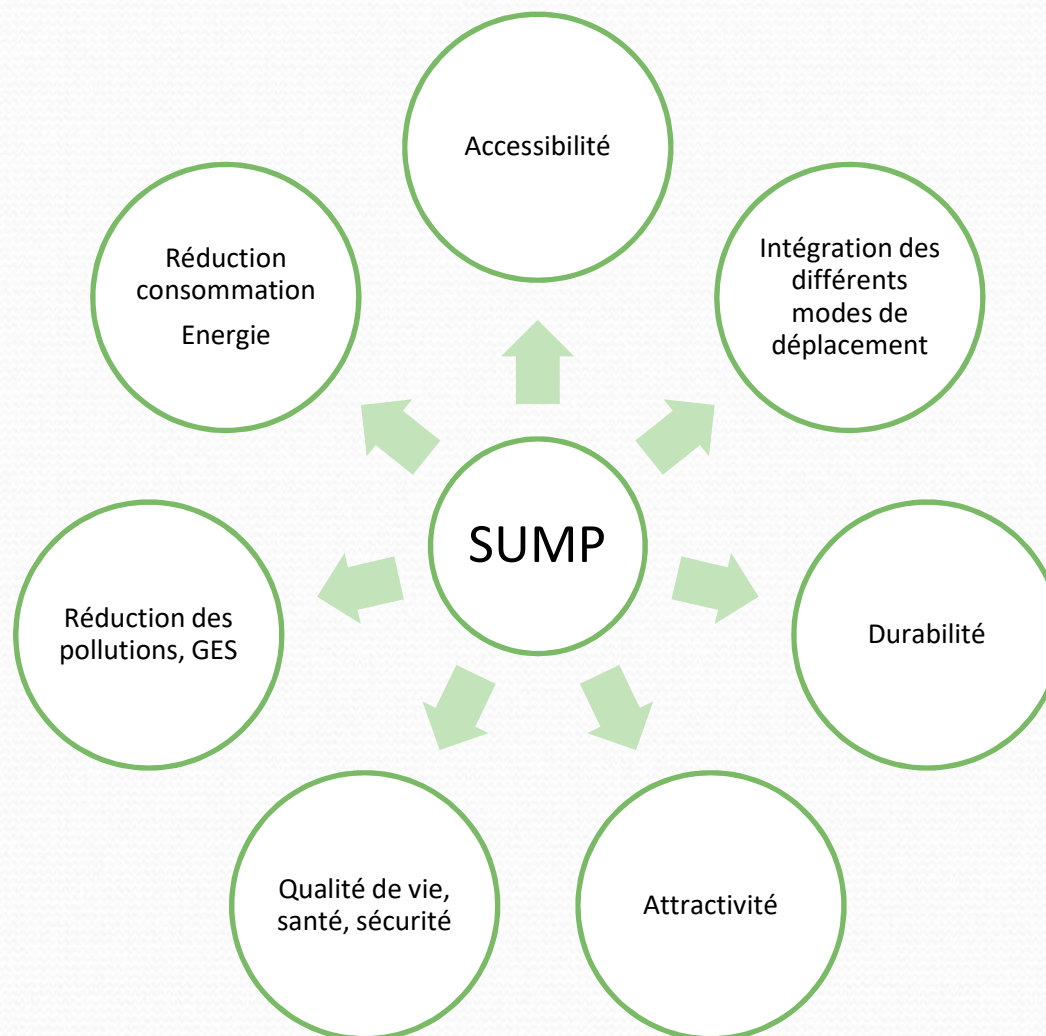 Accessibilité
Intégration des
différents
modes de
déplacement
Durabilité
Attractivité
Qualité de vie,
santé, sécurité
Réduction des
pollutions, GES
Réduction
consommation
Energie
SUMP